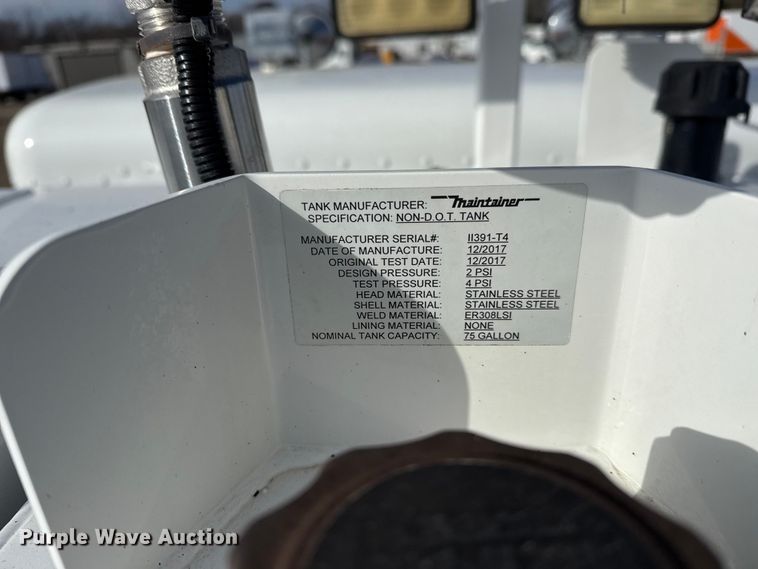 TANK MANUFACTURER: Maintainer
SPECIFICATION: NON-D.O.T. TANK
MANUFACTURER SERIAL#: II391-T4
DATE OF MANUFACTURE: 12/2017
ORIGINAL TEST DATE: 12/2017
DESIGN PRESSURE: 2 PSI
TEST PRESSURE: 4 PSI
HEAD MATERIAL: STAINLESS STEEL
SHELL MATERIAL: STAINLESS STEEL
WELD MATERIAL: ER308LSI
LINING MATERIAL: NONE
NOMINAL TANK CAPACITY: 75 GALLON
Purple Wave Auction